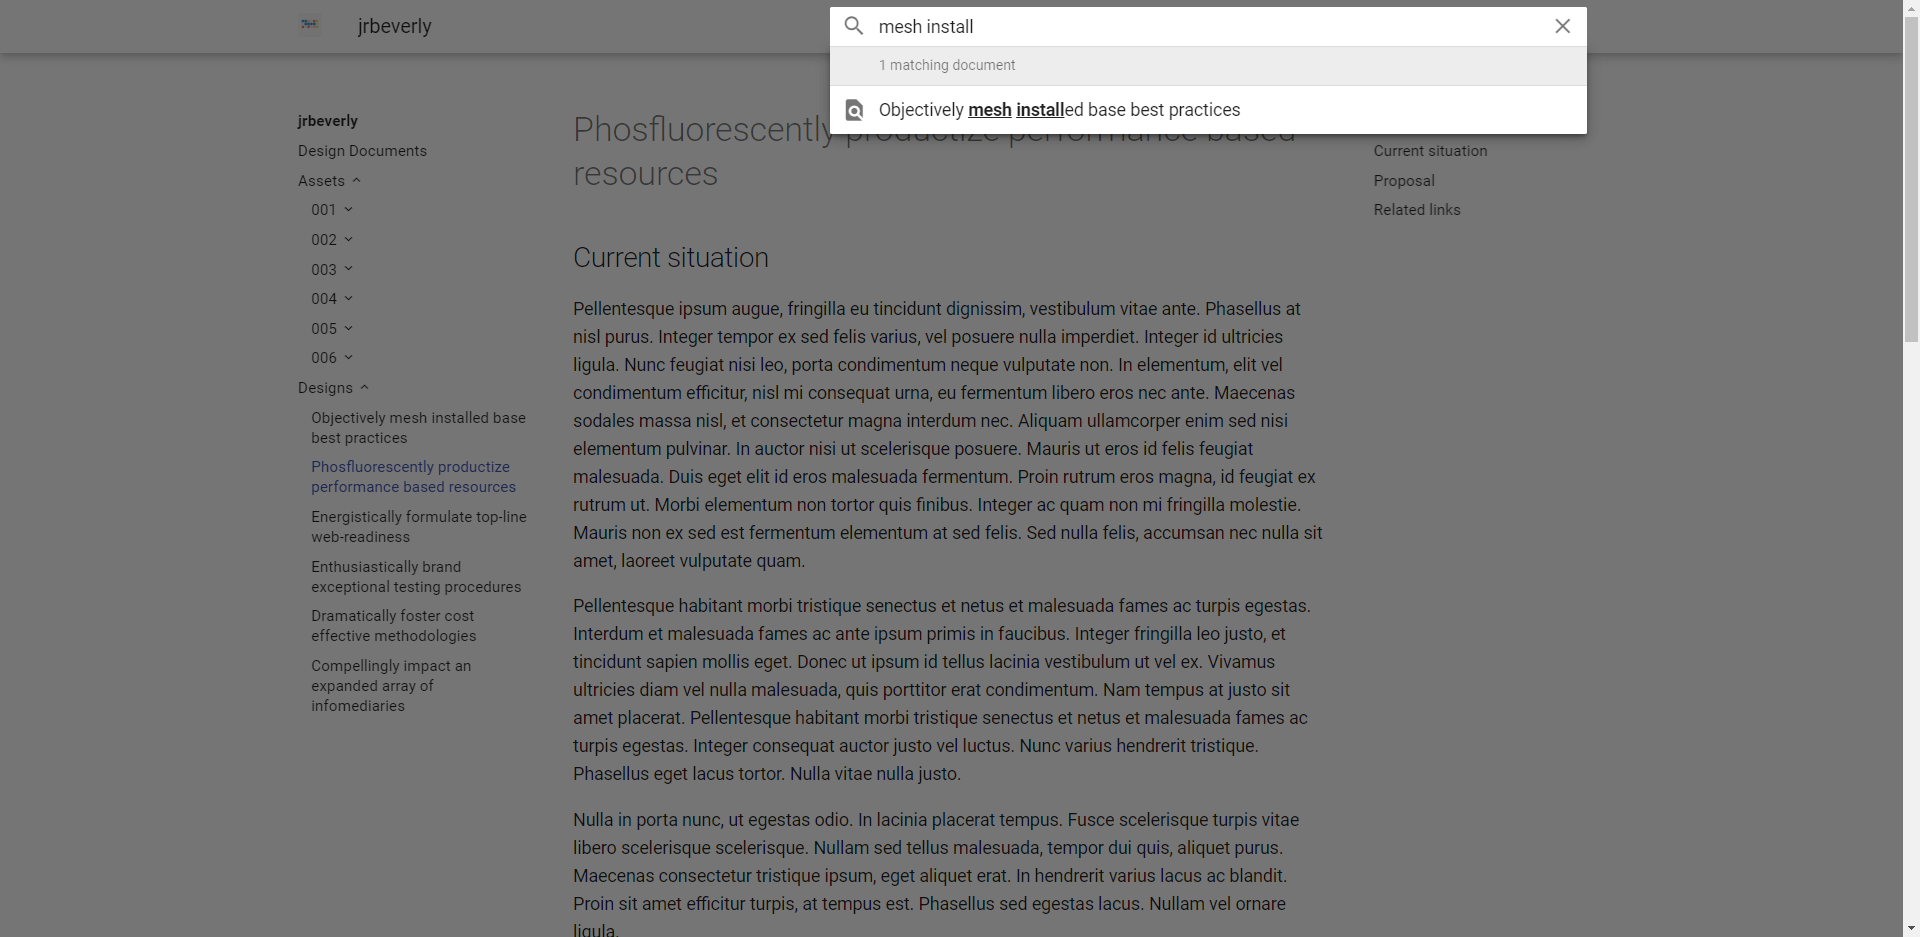 jrbeverly
mesh install
1 matching document
Objectively mesh installed base best practices
jrbeverly
Design Documents
Assets
001
002
003
004
005
006
Designs
Objectively mesh installed base
best practices
Phosfluorescently productize
performance based resources
Energistically formulate top-line
web-readiness
Enthusiastically brand
exceptional testing procedures
Dramatically foster cost
effective methodologies
Compellingly impact an
expanded array of
infomediaries
Phosfluorescently productize performance based
resources
Current situation
Pellentesque ipsum augue, fringilla eu tincidunt dignissim, vestibulum vitae ante. Phasellus at
nisl purus. Integer tempor ex sed felis varius, vel posuere nulla imperdiet. Integer id ultricies
ligula. Nunc feugiat nisi leo, porta condimentum neque vulputate non. In elementum, elit vel
condimentum efficitur, nisl mi consequat urna, eu fermentum libero eros nec ante. Maecenas
sodales massa nisl, et consectetur magna interdum nec. Aliquam ullamcorper enim sed nisi
elementum pulvinar. In auctor nisi ut scelerisque posuere. Mauris ut eros id felis feugiat
malesuada. Duis eget elit id eros malesuada fermentum. Proin rutrum eros magna, id feugiat ex
rutrum ut. Morbi elementum non tortor quis finibus. Integer ac quam non mi fringilla molestie.
Mauris non ex sed est fermentum elementum at sed felis. Sed nulla felis, accumsan nec nulla sit
amet, laoreet vulputate quam.
Pellentesque habitant morbi tristique senectus et netus et malesuada fames ac turpis egestas.
Interdum et malesuada fames ac ante ipsum primis in faucibus. Integer fringilla leo justo, et
tincidunt sapien mollis eget. Donec ut ipsum id tellus lacinia vestibulum ut vel ex. Vivamus
ultricies diam vel nulla malesuada, quis porttitor erat condimentum. Nam tempus at justo sit
amet placerat. Pellentesque habitant morbi tristique senectus et netus et malesuada fames ac
turpis egestas. Integer consequat auctor justo vel luctus. Nunc varius hendrerit tristique.
Phasellus eget lacus tortor. Nulla vitae nulla justo.
Nulla in porta nunc, ut egestas odio. In lacinia placerat tempus. Fusce scelerisque turpis vitae
libero scelerisque scelerisque. Nullam sed tellus malesuada, tempor dui quis, aliquet purus.
Maecenas consectetur tristique ipsum, eget aliquet erat. In hendrerit varius lacus ac blandit.
Proin sit amet efficitur turpis, at tempus est. Phasellus sed egestas lacus. Nullam vel ornare
ligula.
Current situation
Proposal
Related links